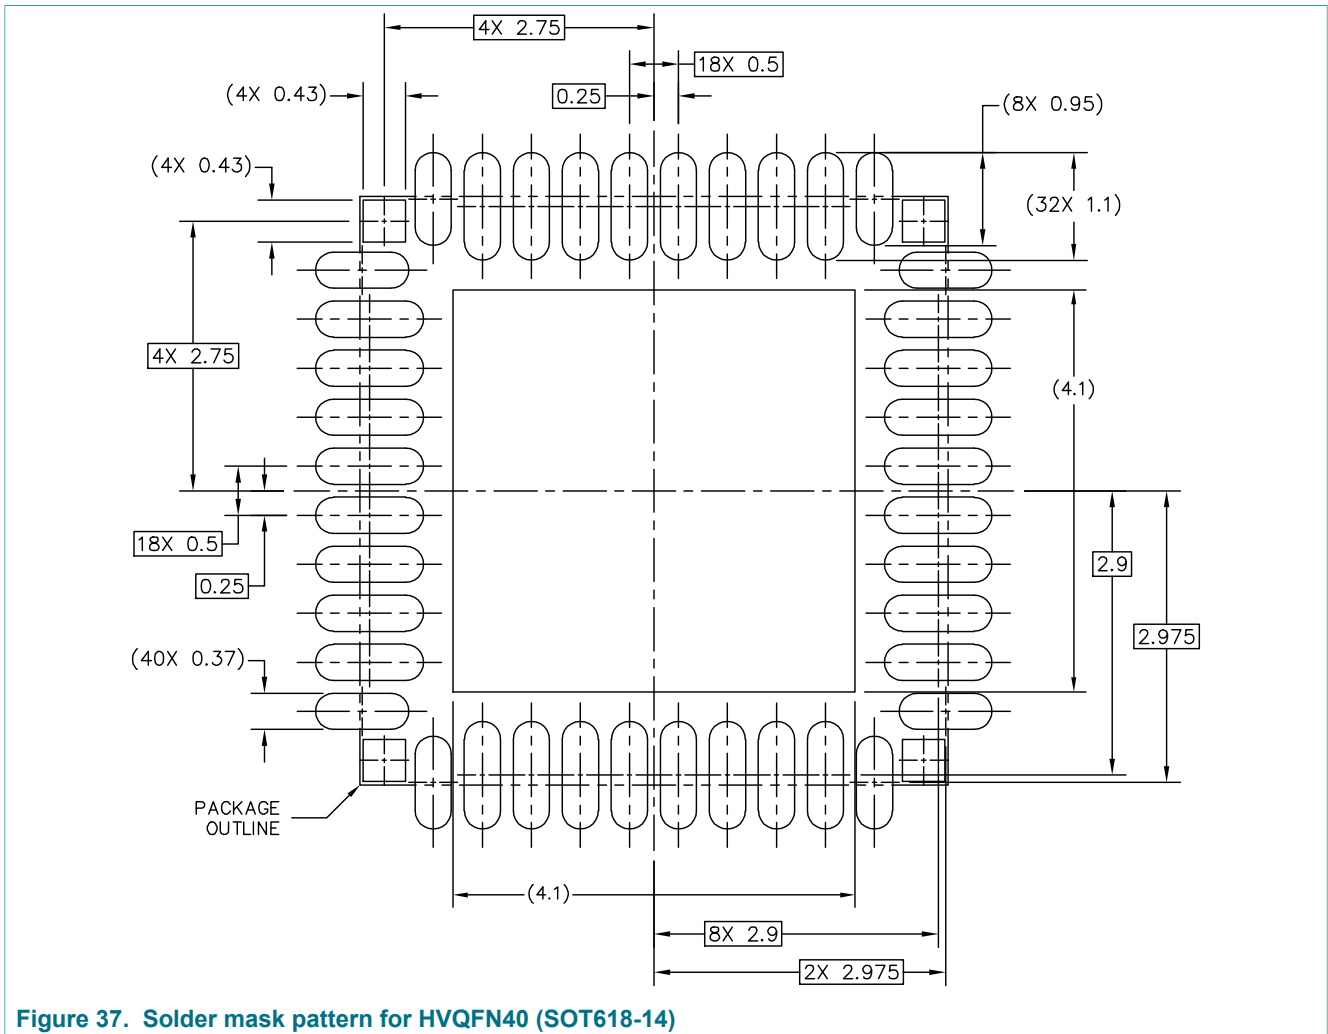 4X 2.75
18X 0.5
(4X 0.43)
0.25
(8X 0.95)
(4X 0.43)
(32X 1.1)
4X 2.75
(4.1)
18X 0.5
2.9
0.25
2.975
(40X 0.37)
PACKAGE
OUTLINE
(4.1)
8X 2.9
2X 2.975
Figure 37. Solder mask pattern for HVQFN40 (SOT618-14)